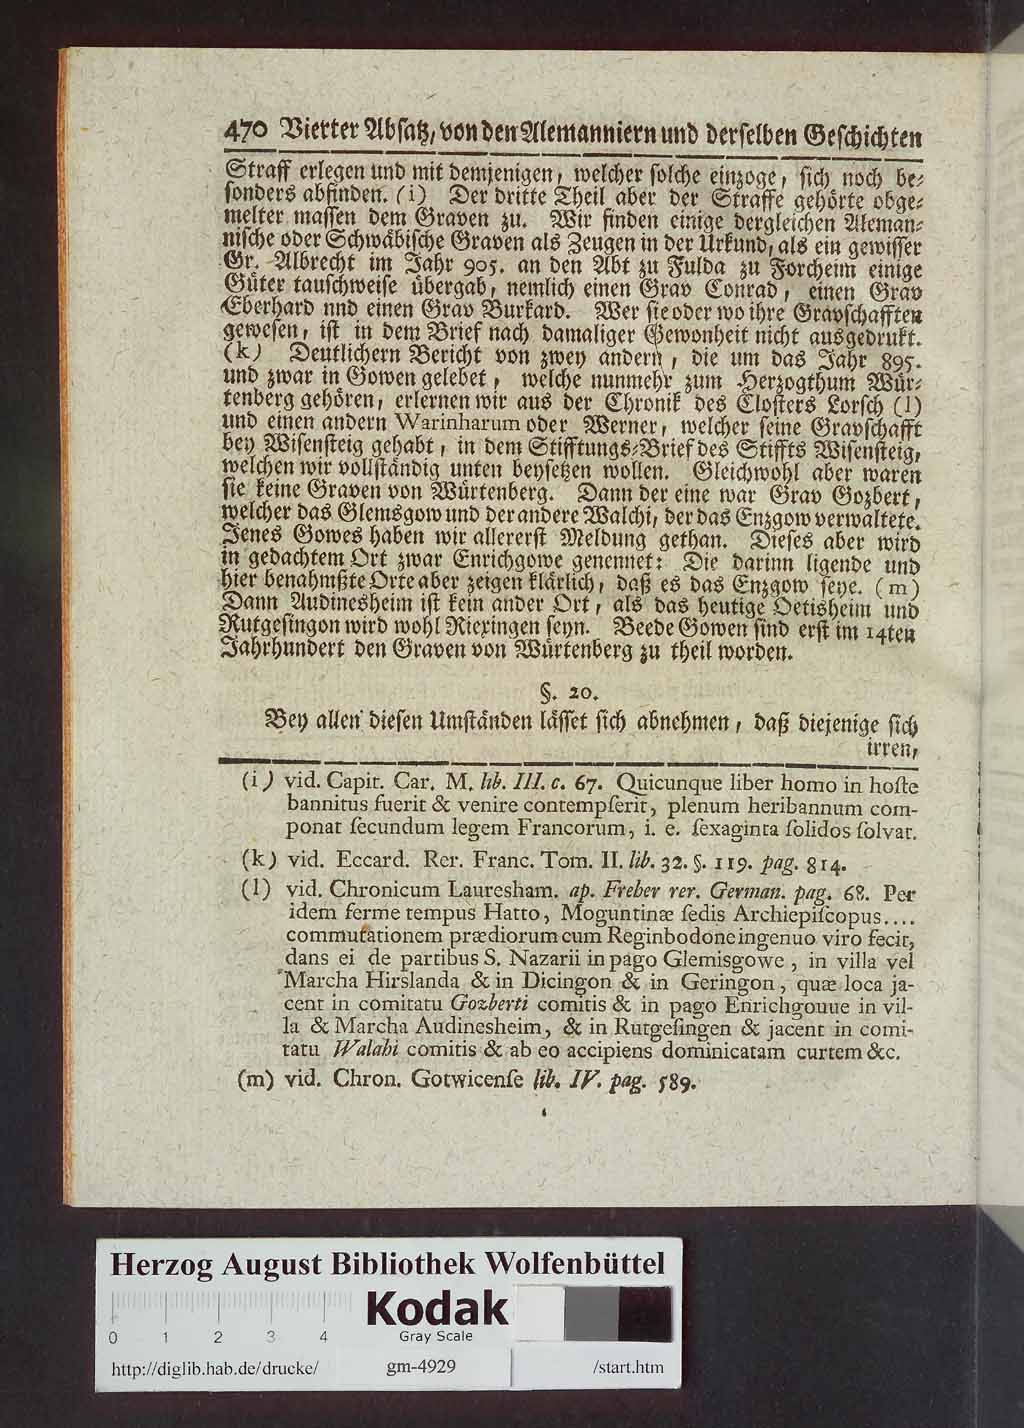 470 Vierter Absatz, von den Alemanniern und derselben Geschichten
Straff erlegen und mit demjenigen, welcher solche einzoge, sich noch be-
sonders abfinden. (i) Der dritte Theil aber der Straffe gehörte obge-
melter massen dem Graven zu. Wir finden einige dergleichen Aleman-
nische oder Schwäbische Graven als Zeugen in der Urkund, als ein gewisser
Gr. Albrecht im Jahr 905. an den Abt zu Fulda zu Forcheim einige
Güter tauschweise übergab, nemlich einen Grav Conrad, einen Grav
Eberhard nnd einen Grav Burkard. Wer sie oder wo ihre Gravschafften
gewesen, ist in dem Brief nach damaliger Gewonheit nicht ausgedrukt.
(k) Deutlichern Bericht von zwey andern, die um das Jahr 895.
und zwar in Gowen gelebet, welche nunmehr zum Herzogthum Wür-
tenberg gehören, erlernen wir aus der Chronik des Closters Lorsch (l)
und einen andern Warinharum oder Werner, welcher seine Gravschafft
bey Wisensteig gehabt, in dem Stifftungs-Brief des Stiffts Wisensteig,
welchen wir vollständig unten beysetzen wollen. Gleichwohl aber waren
sie keine Graven von Würtenberg. Dann der eine war Grav Gozbert,
welcher das Glemsgow und der andere Walchi, der das Enzgow verwaltete.
Jenes Gowes haben wir allererst Meldung gethan. Dieses aber wird
in gedachtem Ort zwar Enrichgowe genennet: Die darinn ligende und
hier benahmßte Orte aber zeigen klärlich, daß es das Enzgow seye. (m)
Dann Audinesheim ist kein ander Ort, als das heutige Oetisheim und
Rutgesingon wird wohl Riexingen seyn. Beede Gowen sind erst im 14ten
Jahrhundert den Graven von Würtenberg zu theil worden.
§. 20.
Bey allen diesen Umständen lässet sich abnehmen, daß diejenige sich
irren,
(i) vid. Capit. Car. M. lib. III. c. 67. Quicunque liber homo in hoſte
bannitus fuerit & venire contempſerit, plenum heribannum com-
ponat ſecundum legem Francorum, i. e. ſexaginta ſolidos ſolvat.
(k) vid. Eccard. Rer. Franc. Tom. II. lib. 32. §. 119. pag. 814.
(l) vid. Chronicum Lauresham. ap. Freher rer. German. pag. 68. Per
idem ferme tempus Hatto, Moguntinæ ſedis Archiepiſcopus....
commutationem prædiorum cum Reginbodone ingenuo viro fecit,
dans ei de partibus S. Nazarii in pago Glemisgowe, in villa vel
Marcha Hirslanda & in Dicingon & in Geringon, quæ loca ja-
cent in comitatu Gozberti comitis & in pago Enrichgouue in vil-
la & Marcha Audinesheim, & in Rutgeſingen & jacent in comi-
tatu Walahi comitis & ab eo accipiens dominicatam curtem &c.
(m) vid. Chron. Gotwicenſe lib. IV. pag. 589.
Herzog August Bibliothek Wolfenbüttel
0 1 2 3 4
Kodak
Gray Scale
http://diglib.hab.de/drucke/ gm-4929 /start.htm